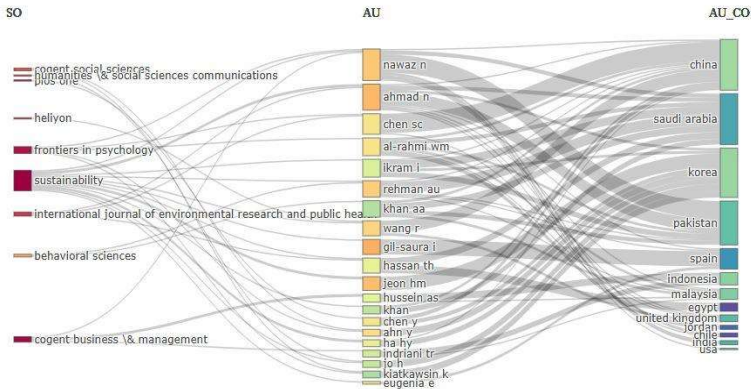 SO
AU
AU_CO
cogent social sciences
humanities \& social sciences communications
plos one
heliyon
frontiers in psychology
sustainability
international journal of environmental research and public hea
behavioral sciences
cogent business \& management
nawaz n
ahmad n
chen sc
al-rahmi wm
ikram i
rehman au
khan aa
wang r
gil-saura i
hassan th
jeon hm
hussein as
khan
chen y
ahn y
ha hy
indriani tr
jo h
kiatkawsin k
eugenia e
china
saudi arabia
korea
pakistan
spain
indonesia
malaysia
egypt
united kingdom
jordan
chile
india
usa